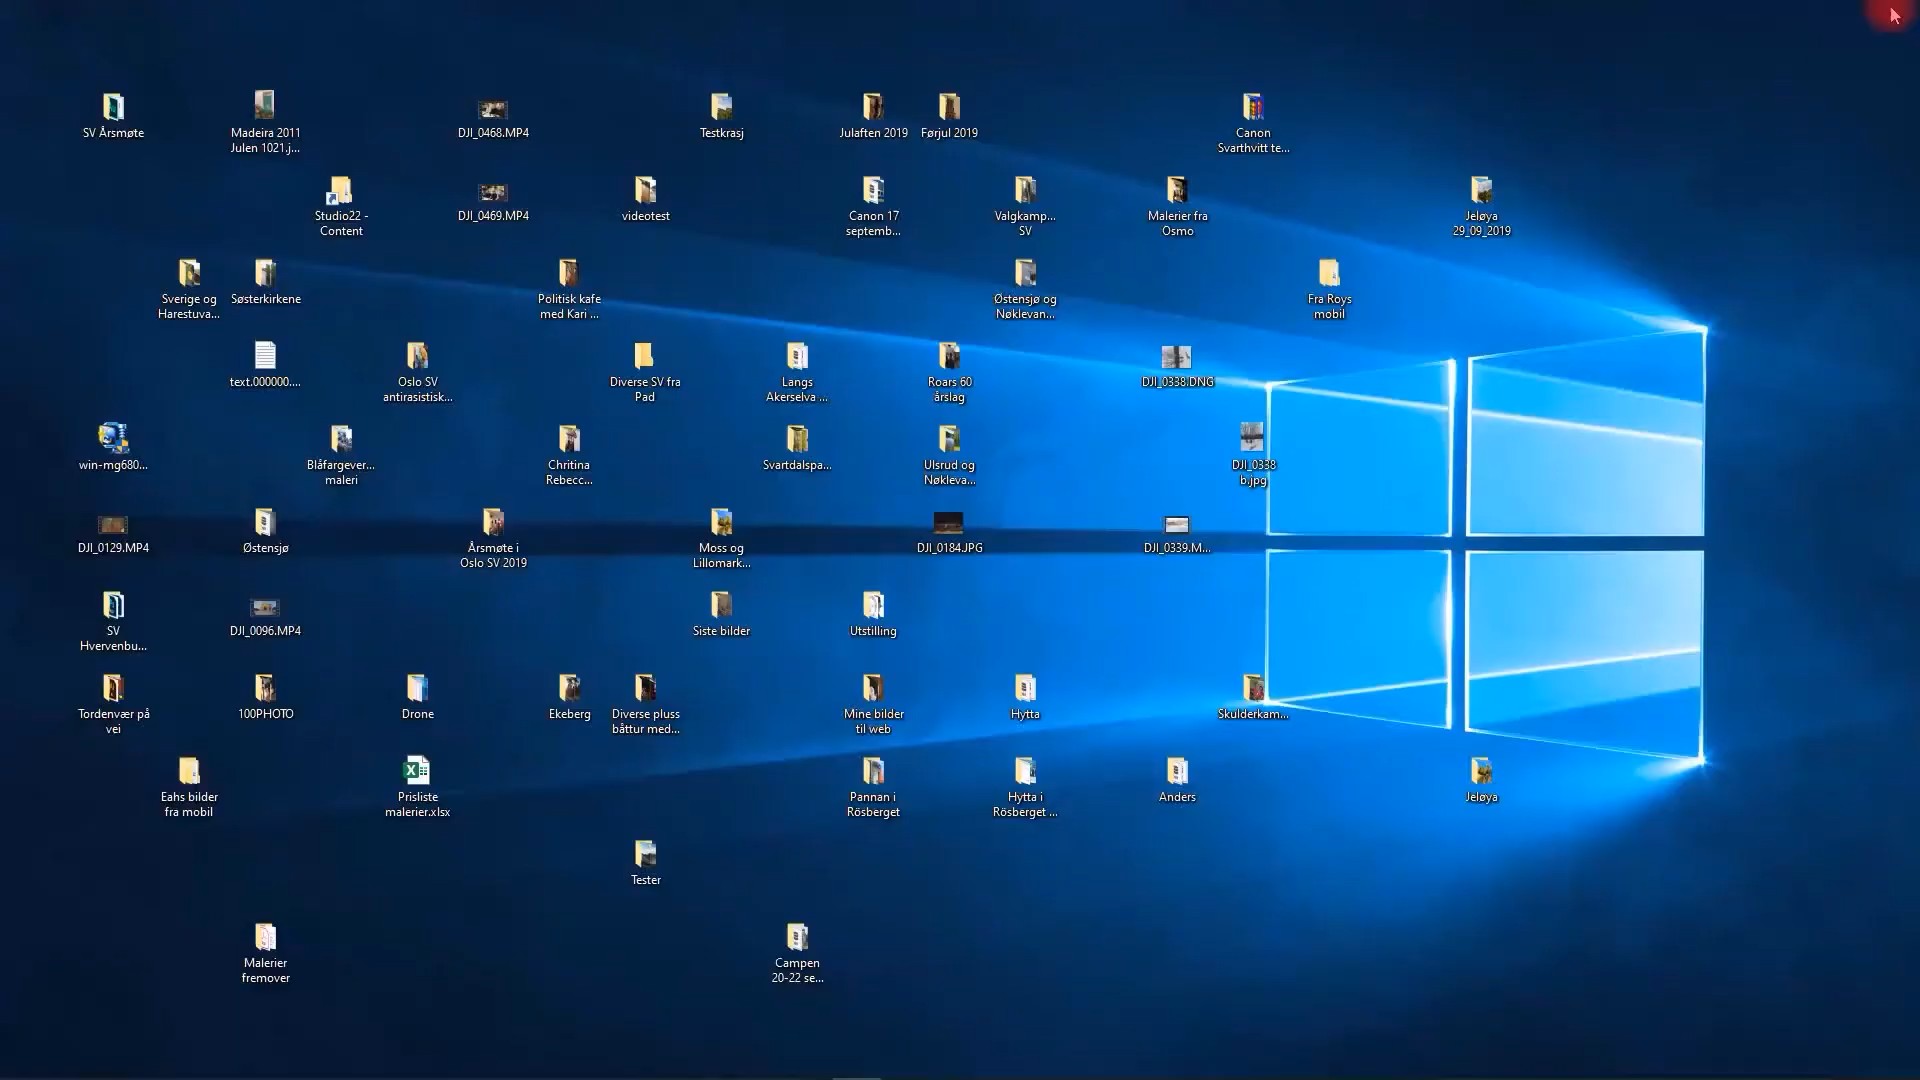 SV Årsmøte
Madeira 2011
Julen 1021.j...
DJI_0468.MP4
Testkrasj
Julaften 2019
Førjul 2019
Canon
Svarthvitt te...
Studio22 -
Content
DJI_0469.MP4
videotest
Canon 17
septemb...
Valgkamp...
SV
Malerier fra
Osmo
Jeløya
29_09_2019
Sverige og
Harestuva...
Søsterkirkene
Politisk kafe
med Kari ...
Østensjø og
Nøklevan...
Fra Roys
mobil
text.000000....
Oslo SV
antirasistisk...
Diverse SV fra
Pad
Langs
Akerselva ...
Roars 60
årslag
DJI_0338.DNG
win-mg680...
Blåfargever...
maleri
Chritina
Rebecc...
Svartdalspa...
Ulsrud og
Nøkleva...
DJI_0338
b.jpg
DJI_0129.MP4
Østensjø
Årsmøte i
Oslo SV 2019
Moss og
Lillomark...
DJI_0184.JPG
DJI_0339.M...
SV
Hvervenbu...
DJI_0096.MP4
Siste bilder
Utstilling
Tordenvær på
vei
100PHOTO
Drone
Ekeberg
Diverse pluss
båttur med...
Mine bilder
til web
Hytta
Skulderkam...
Eahs bilder
fra mobil
Prisliste
malerier.xlsx
Pannan i
Rösberget
Hytta i
Rösberget ...
Anders
Jeløya
Tester
Malerier
fremover
Campen
20-22 se...